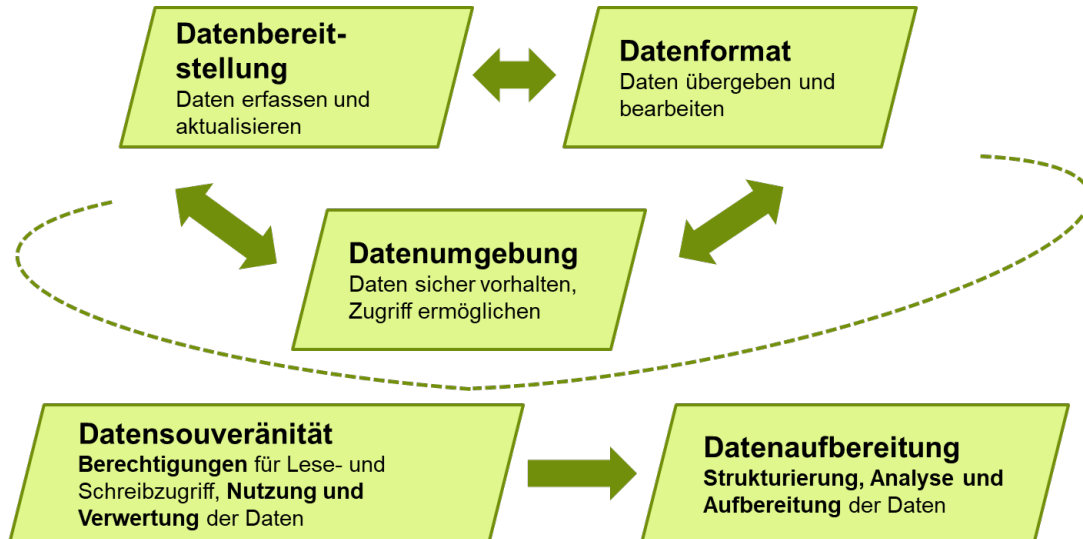 Datenbereit-
stellung
Daten erfassen und
aktualisieren
Datenformat
Daten übergeben und
bearbeiten
Datenumgebung
Daten sicher vorhalten,
Zugriff ermöglichen
Datensouveränität
Berechtigungen für Lese- und
Schreibzugriff, Nutzung und
Verwertung der Daten
Datenaufbereitung
Strukturierung, Analyse und
Aufbereitung der Daten